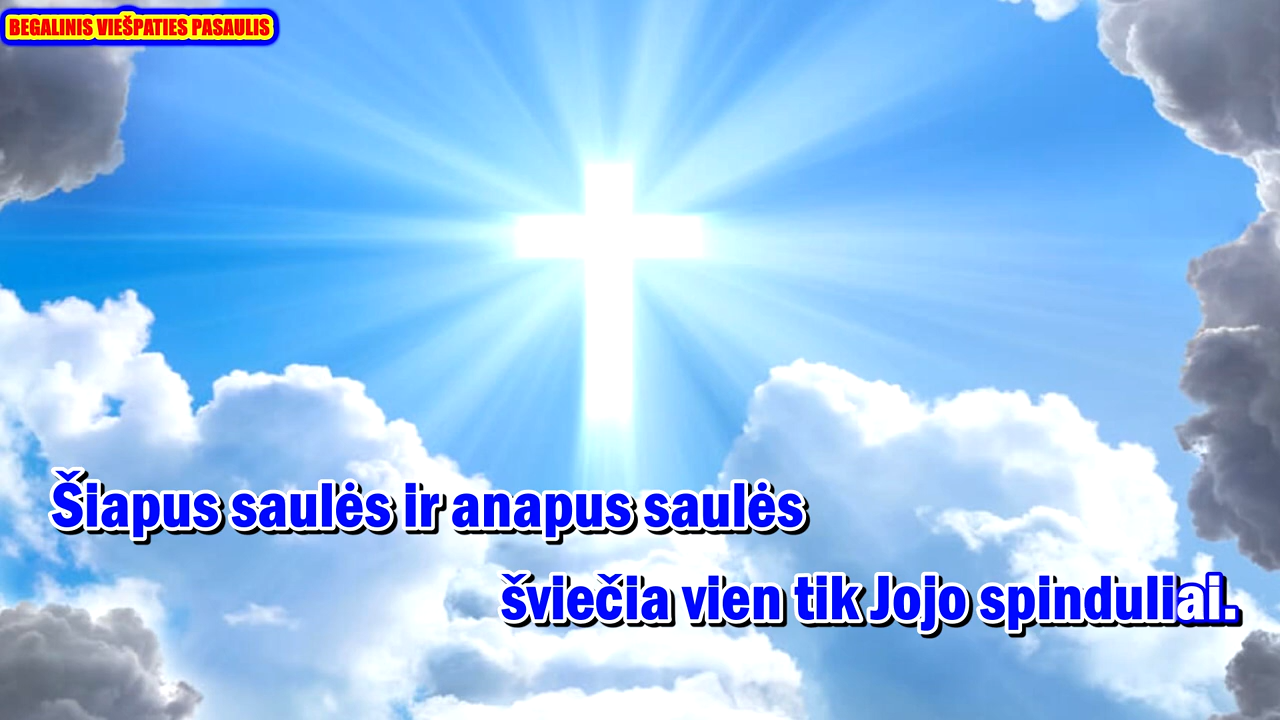 BEGALINIS VIEŠPATIES PASAULIS
Šiapus saulės ir anapus saulės
šviečia vien tik Jojo spinduliai.